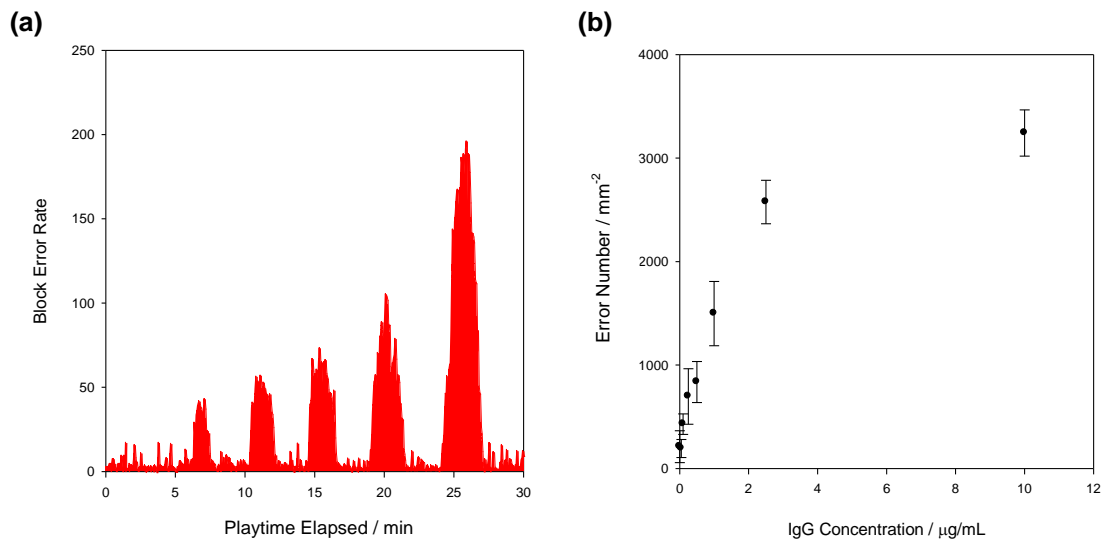 (a)
Block Error Rate
250
200
150
100
50
0
0 5 10 15 20 25 30
Playtime Elapsed / min
(b)
Error Number / mm⁻²
4000
3000
2000
1000
0
0 2 4 6 8 10 12
IgG Concentration / μg/mL